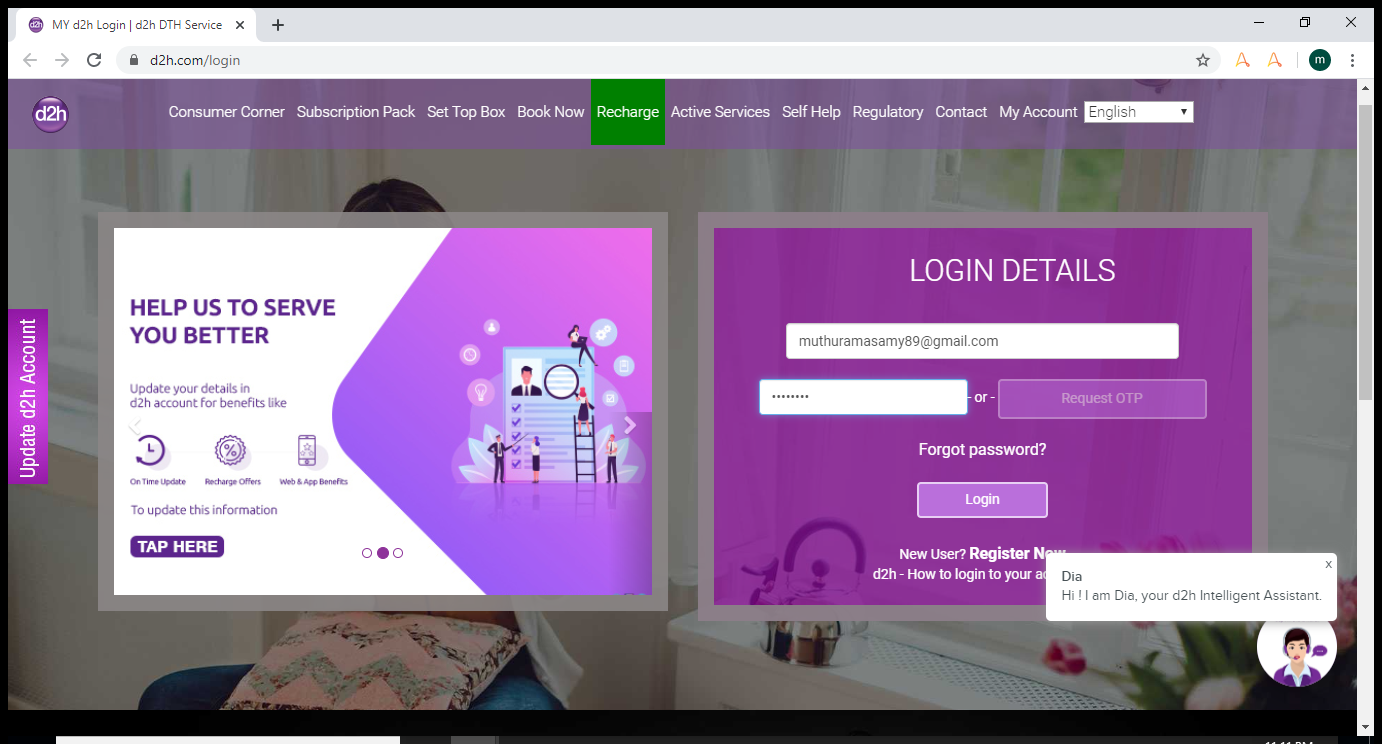 MY d2h Login | d2h DTH Service
d2h.com/login
m
d2h
Consumer Corner Subscription Pack Set Top Box Book Now Recharge Active Services Self Help Regulatory Contact My Account English
Update d2h Account
HELP US TO SERVE
YOU BETTER
Update your details in
d2h account for benefits like
On Time Update Recharge Offers Web & App Benefits
To update this information
TAP HERE
LOGIN DETAILS
muthuramasamy89@gmail.com
•••••••• - or - Request OTP
Forgot password?
Login
New User? Register Now
d2h - How to login to your
x
Dia
Hi ! I am Dia, your d2h Intelligent Assistant.